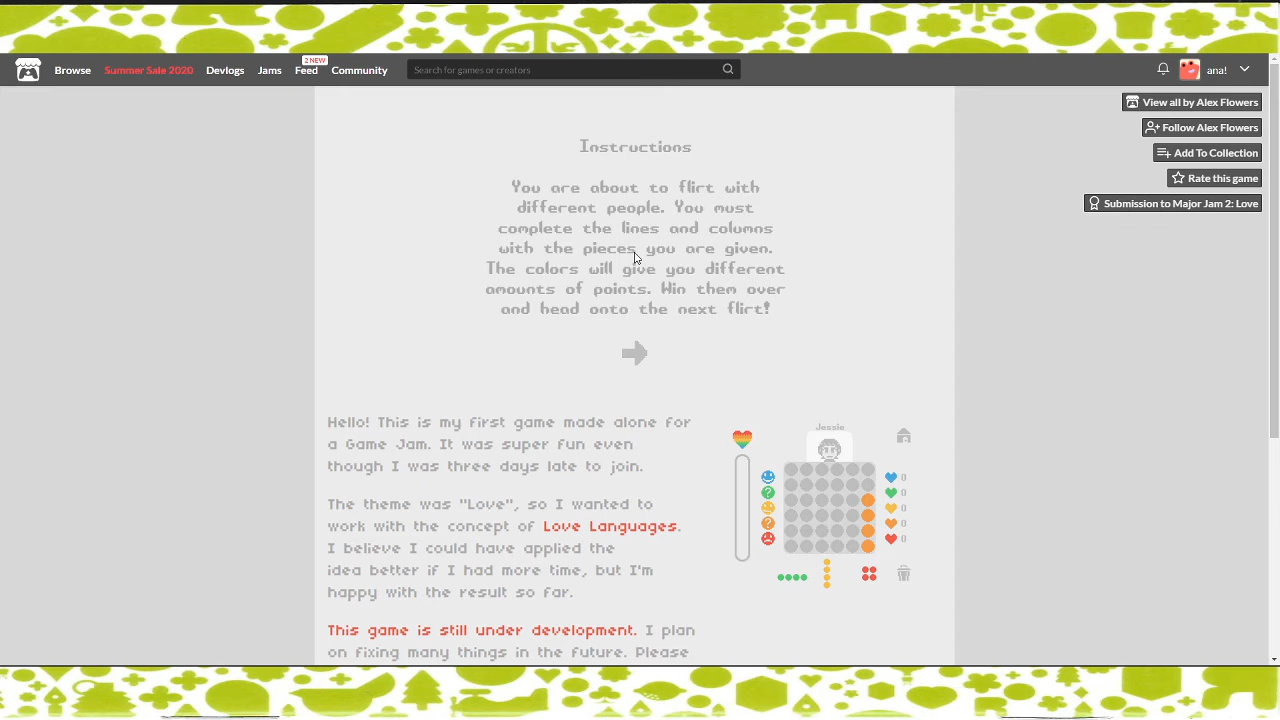 2 NEW
Browse Summer Sale 2020 Devlogs Jams Feed Community Search for games or creators ana!
View all by Alex Flowers
Follow Alex Flowers
Add To Collection
Rate this game
Submission to Major Jam 2: Love
Instructions
You are about to flirt with
different people. You must
complete the lines and columns
with the pieces you are given.
The colors will give you different
amounts of points. Win them over
and head onto the next flirt!
Hello! This is my first game made alone for
a Game Jam. It was super fun even
though I was three days late to join.
The theme was "Love", so I wanted to
work with the concept of Love Languages.
I believe I could have applied the
idea better if I had more time, but I'm
happy with the result so far.
This game is still under development. I plan
on fixing many things in the future. Please
Jessie
0
0
0
0
0